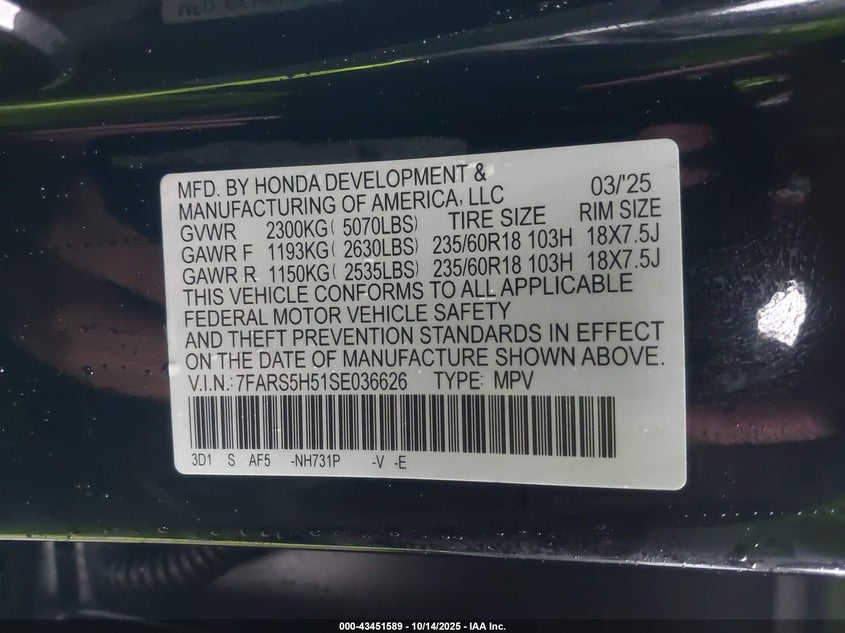 MFD. BY HONDA DEVELOPMENT &
MANUFACTURING OF AMERICA, LLC 03/'25
GVWR 2300KG( 5070LBS) TIRE SIZE RIM SIZE
GAWR F 1193KG( 2630LBS) 235/60R18 103H 18X7.5J
GAWR R 1150KG( 2535LBS) 235/60R18 103H 18X7.5J
THIS VEHICLE CONFORMS TO ALL APPLICABLE
FEDERAL MOTOR VEHICLE SAFETY
AND THEFT PREVENTION STANDARDS IN EFFECT
ON THE DATE OF MANUFACTURE SHOWN ABOVE.
V.I.N.:7FARS5H51SE036626 TYPE: MPV
3D1 S AF5 -NH731P -V -E
000-43451589 - 10/14/2025 - IAA Inc.